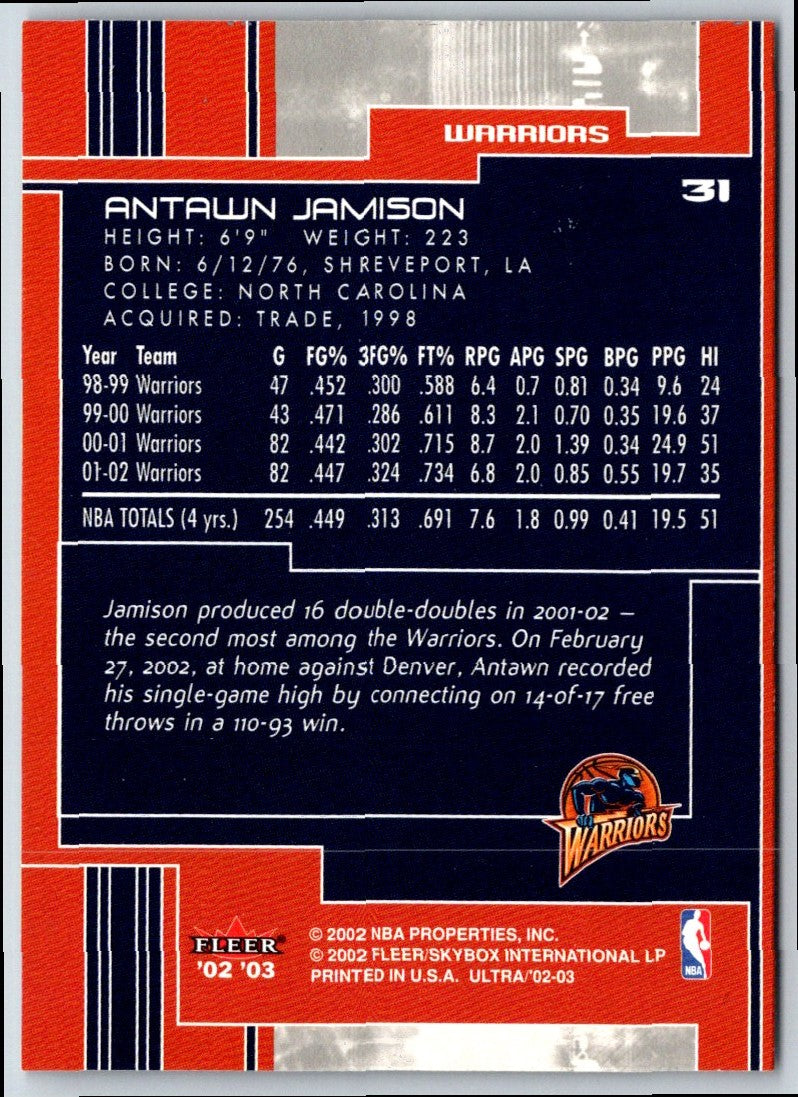 WARRIORS
31
ANTAWN JAMISON
HEIGHT: 6'9" WEIGHT: 223
BORN: 6/12/76, SHREVEPORT, LA
COLLEGE: NORTH CAROLINA
ACQUIRED: TRADE, 1998
Year Team G FG% 3FG% FT% RPG APG SPG BPG PPG HI
98-99 Warriors 47 .452 .300 .588 6.4 0.7 0.81 0.34 9.6 24
99-00 Warriors 43 .471 .286 .611 8.3 2.1 0.70 0.35 19.6 37
00-01 Warriors 82 .442 .302 .715 8.7 2.0 1.39 0.34 24.9 51
01-02 Warriors 82 .447 .324 .734 6.8 2.0 0.85 0.55 19.7 35
NBA TOTALS (4 yrs.) 254 .449 .313 .691 7.6 1.8 0.99 0.41 19.5 51
Jamison produced 16 double-doubles in 2001-02 –
the second most among the Warriors. On February
27, 2002, at home against Denver, Antawn recorded
his single-game high by connecting on 14-of-17 free
throws in a 110-93 win.
WARRIORS
FLEER®
'02 '03
© 2002 NBA PROPERTIES, INC.
© 2002 FLEER/SKYBOX INTERNATIONAL LP
PRINTED IN U.S.A. ULTRA/'02-03
NBA